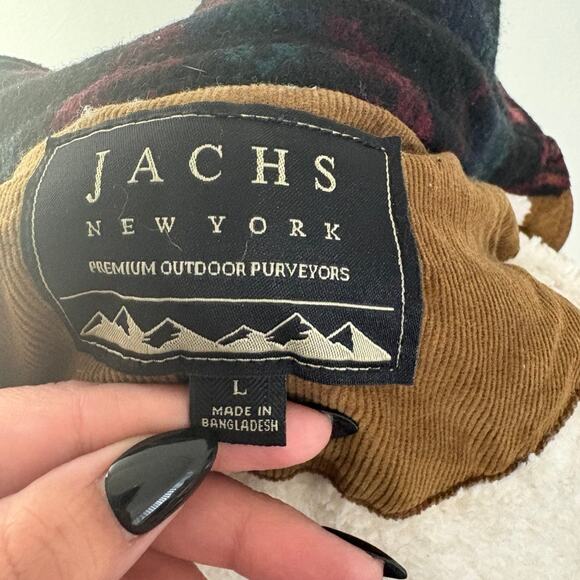 JACHS
NEW YORK
PREMIUM OUTDOOR PURVEYORS
L
MADE IN
BANGLADESH